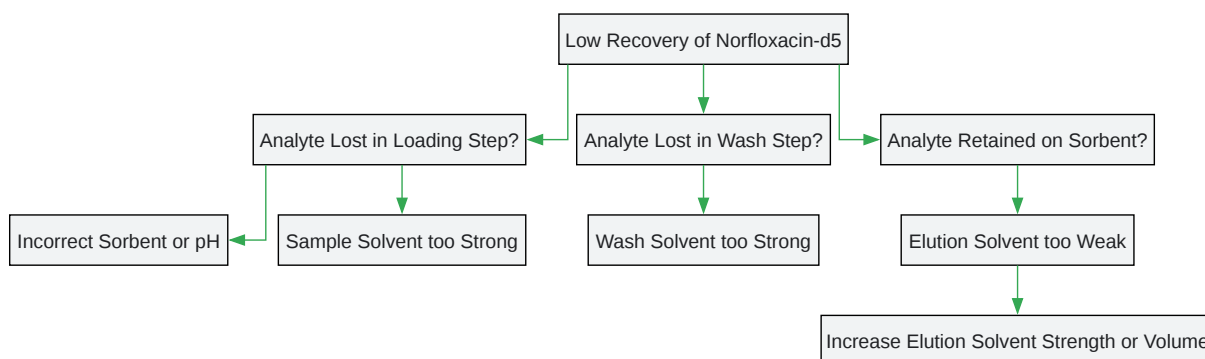 Low Recovery of Norfloxacin-d5
Analyte Lost in Loading Step?
Analyte Lost in Wash Step?
Analyte Retained on Sorbent?
Incorrect Sorbent or pH
Sample Solvent too Strong
Wash Solvent too Strong
Elution Solvent too Weak
Increase Elution Solvent Strength or Volume